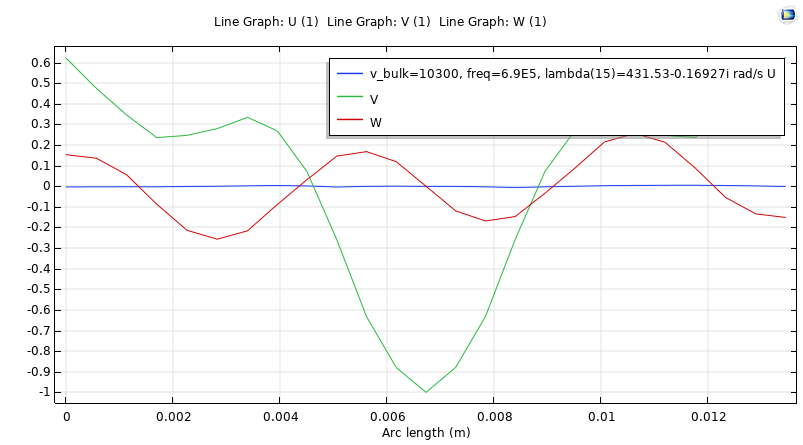 Line Graph: U (1)  Line Graph: V (1)  Line Graph: W (1)
v_bulk=10300, freq=6.9E5, lambda(15)=431.53-0.16927i rad/s U
V
W
0.6
0.5
0.4
0.3
0.2
0.1
0
-0.1
-0.2
-0.3
-0.4
-0.5
-0.6
-0.7
-0.8
-0.9
-1
0 0.002 0.004 0.006 0.008 0.01 0.012
Arc length (m)